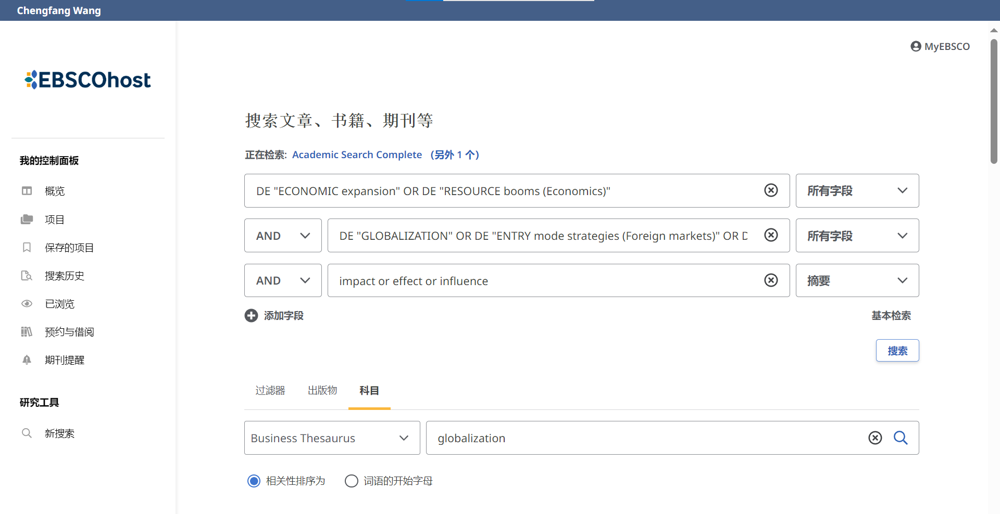 Chengfang Wang
MyEBSCO
EBSCOhost
我的控制面板
概览
项目
保存的项目
搜索历史
已浏览
预约与借阅
期刊提醒
研究工具
新搜索
搜索文章、书籍、期刊等
正在检索: Academic Search Complete (另外 1 个)
DE "ECONOMIC expansion" OR DE "RESOURCE booms (Economics)" 所有字段
AND DE "GLOBALIZATION" OR DE "ENTRY mode strategies (Foreign markets)" OR D 所有字段
AND impact or effect or influence 摘要
添加字段 基本检索
搜索
过滤器 出版物 科目
Business Thesaurus globalization
相关性排序为 词语的开始字母